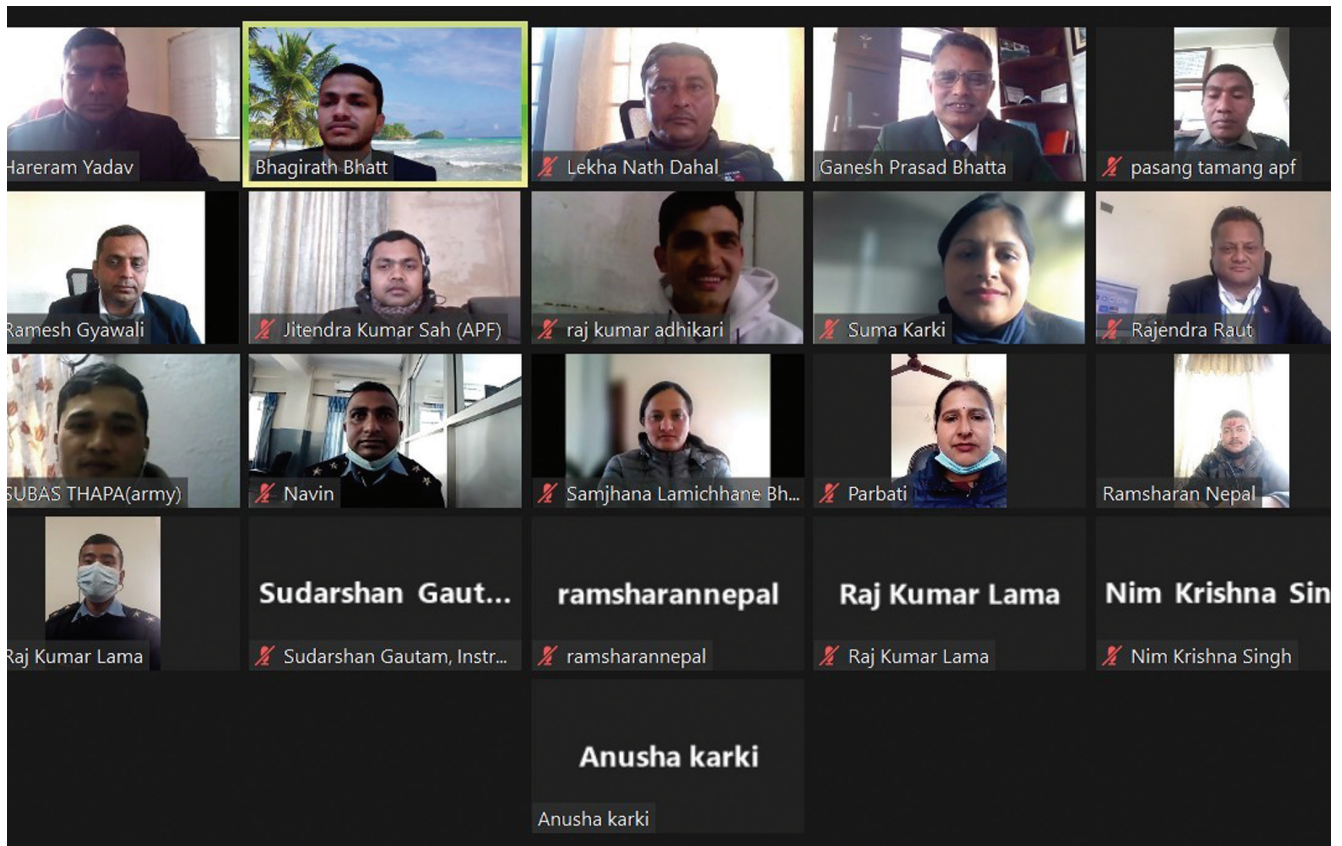 Hareram Yadav
Bhagirath Bhatt
Lekha Nath Dahal
Ganesh Prasad Bhatta
pasang tamang apf
Ramesh Gyawali
Jitendra Kumar Sah (APF)
raj kumar adhikari
Suma Karki
Rajendra Raut
SUBAS THAPA(army)
Navin
Samjhana Lamichhane Bh...
Parbati
Ramsharan Nepal
Raj Kumar Lama
Sudarshan Gaut...
Sudarshan Gautam, Instr...
ramsharannepal
ramsharannepal
Raj Kumar Lama
Raj Kumar Lama
Nim Krishna Sin
Nim Krishna Singh
Anusha karki
Anusha karki